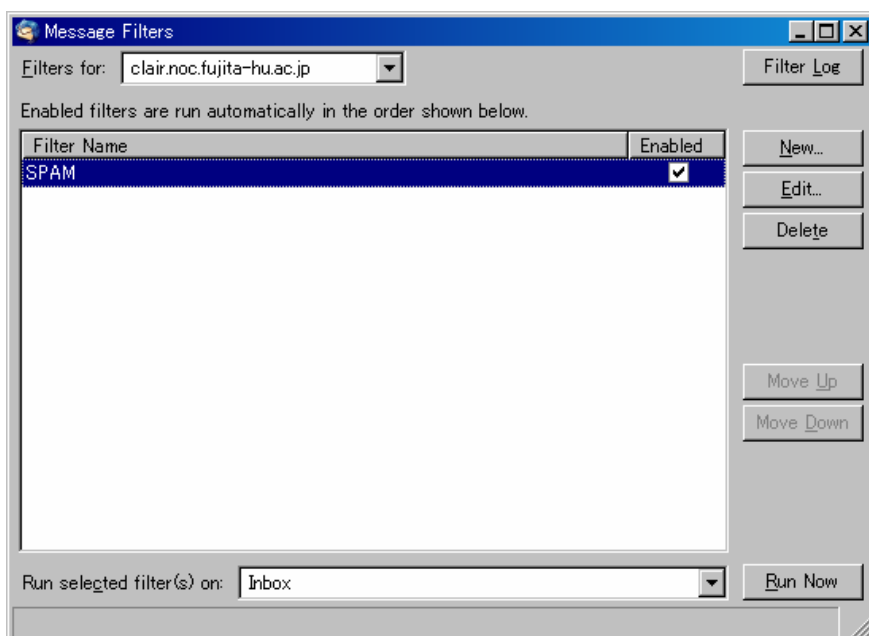 Message Filters
Filters for: clair.noc.fujita-hu.ac.jp Filter Log
Enabled filters are run automatically in the order shown below.
Filter Name Enabled New...
SPAM
Edit...
Delete
Move Up
Move Down
Run selected filter(s) on: Inbox Run Now